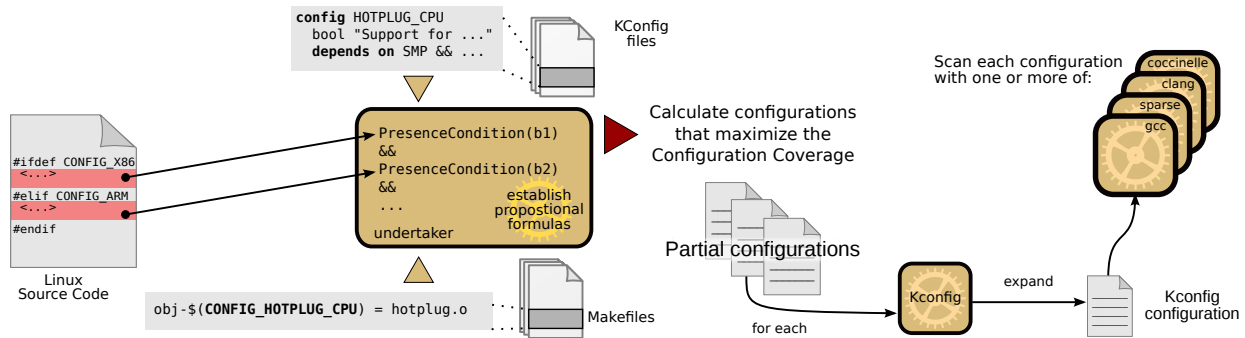 config HOTPLUG_CPU
bool "Support for ..."
depends on SMP && ...
KConfig
files
#ifdef CONFIG_X86
<...>
#elif CONFIG_ARM
<...>
#endif
Linux
Source Code
PresenceCondition(b1)
&&
PresenceCondition(b2)
&&
...
establish
propostional
formulas
undertaker
obj-$(CONFIG_HOTPLUG_CPU) = hotplug.o
Makefiles
Calculate configurations
that maximize the
Configuration Coverage
Partial configurations
for each
Kconfig
expand
Kconfig
configuration
Scan each configuration
with one or more of:
coccinelle
clang
sparse
gcc